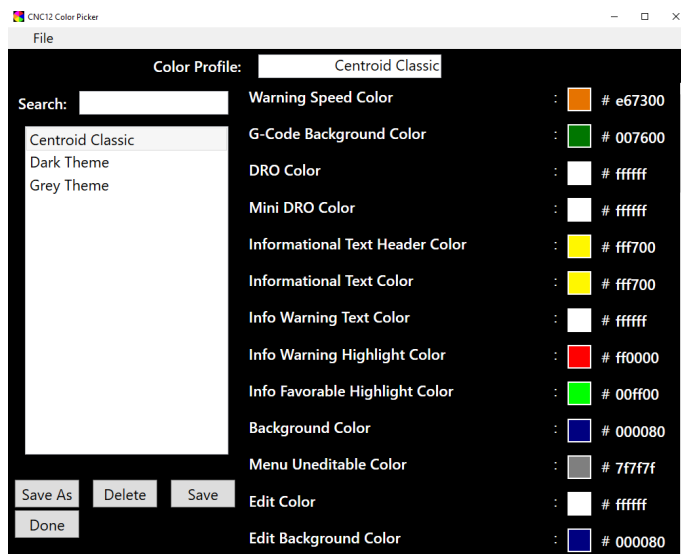 CNC12 Color Picker
File
Color Profile: Centroid Classic
Search:
Centroid Classic
Dark Theme
Grey Theme
Save As Delete Save
Done
Warning Speed Color : # e67300
G-Code Background Color : # 007600
DRO Color : # ffffff
Mini DRO Color : # ffffff
Informational Text Header Color : # fff700
Informational Text Color : # fff700
Info Warning Text Color : # ffffff
Info Warning Highlight Color : # ff0000
Info Favorable Highlight Color : # 00ff00
Background Color : # 000080
Menu Uneditable Color : # 7f7f7f
Edit Color : # ffffff
Edit Background Color : # 000080